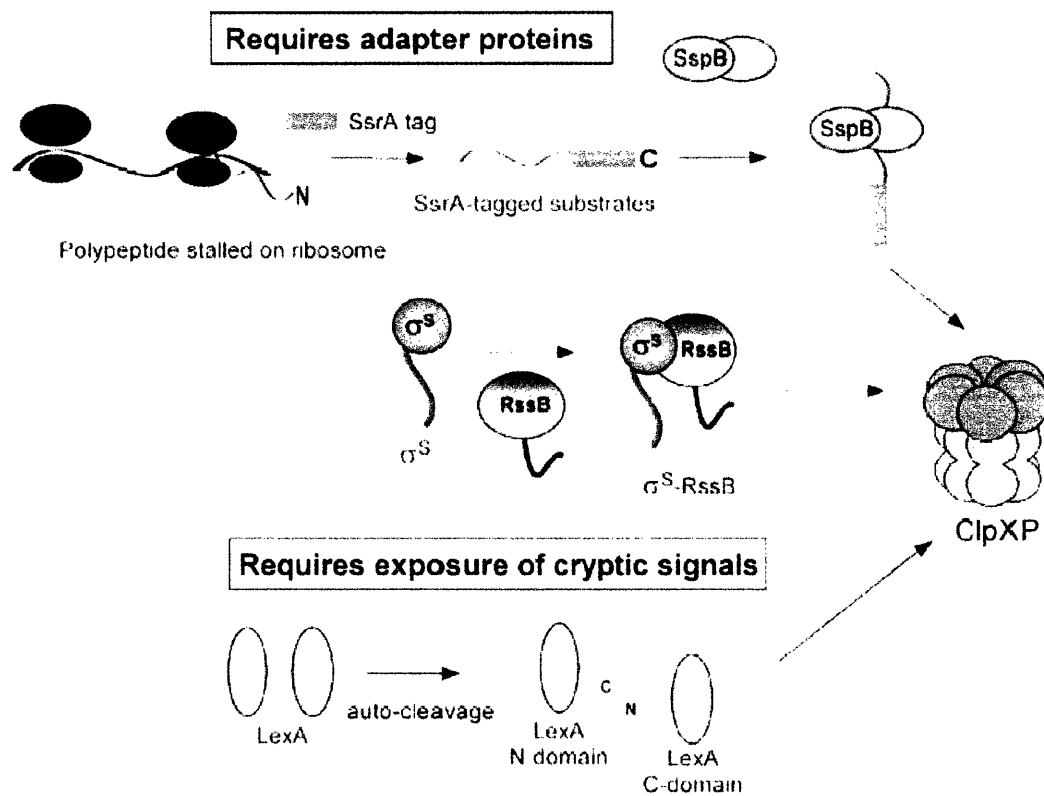 Requires adapter proteins
SspB
SsrA tag
SspB
C
N
SsrA-tagged substrates
Polypeptide stalled on ribosome
σS
σS
RssB
RssB
σS
σS-RssB
ClpXP
Requires exposure of cryptic signals
auto-cleavage
C
N
LexA
LexA
N domain
LexA
C-domain